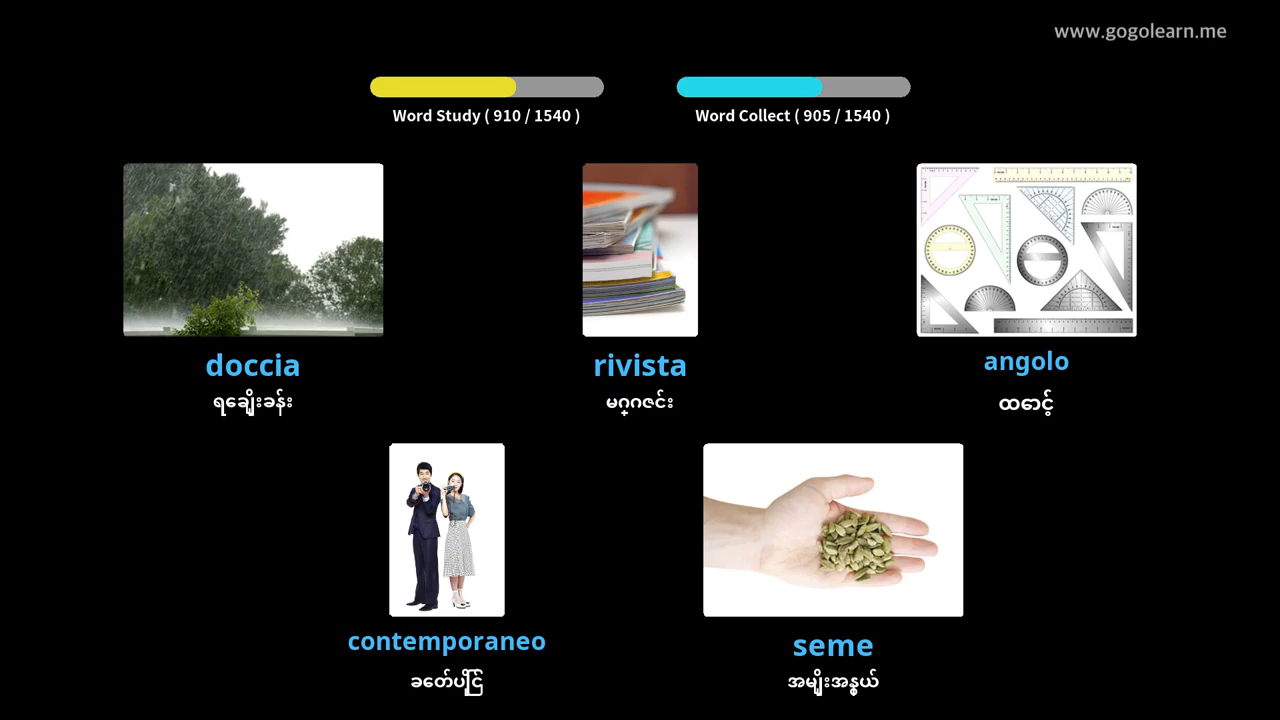 www.gogolearn.me
Word Study ( 910 / 1540 )
Word Collect ( 905 / 1540 )
doccia
ရေချိုးခန်း
rivista
မဂ္ဂဇင်း
angolo
ထောင့်
contemporaneo
ခေတ်ပြိုင်
seme
အမျိုးအနွယ်